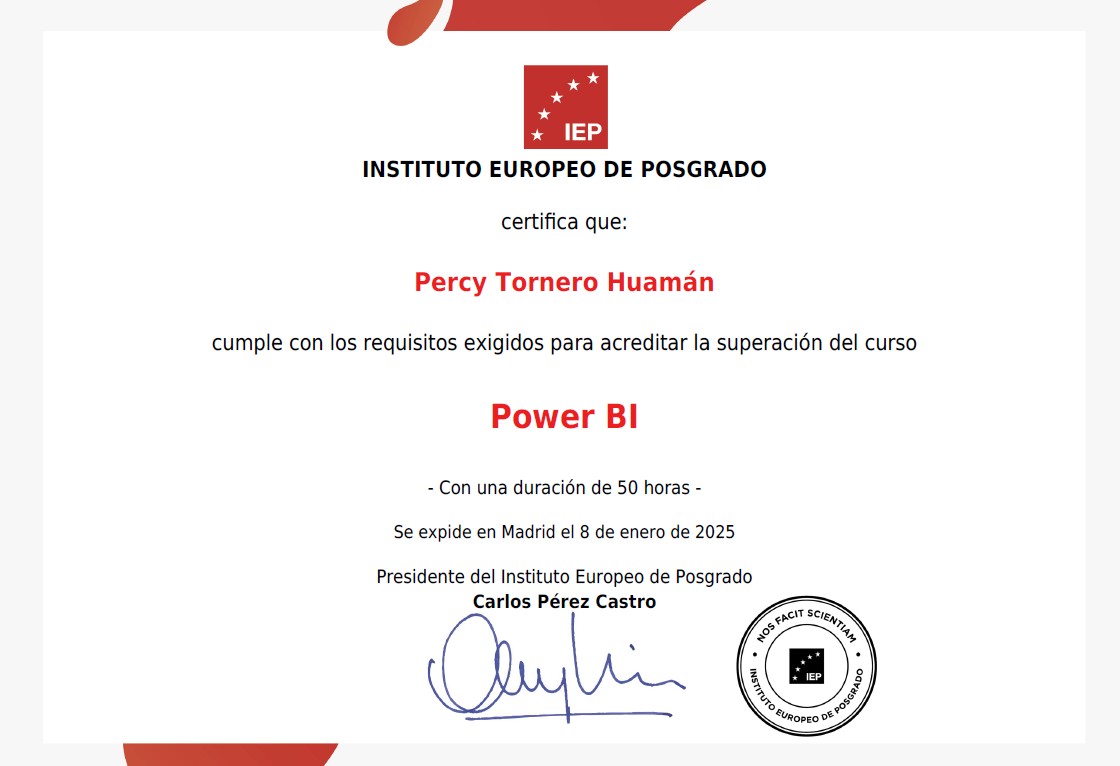 IEP
INSTITUTO EUROPEO DE POSGRADO
certifica que:
Percy Tornero Huamán
cumple con los requisitos exigidos para acreditar la superación del curso
Power BI
- Con una duración de 50 horas -
Se expide en Madrid el 8 de enero de 2025
Presidente del Instituto Europeo de Posgrado
Carlos Pérez Castro
NOS FACIT SCIENTIAM
IEP
INSTITUTO EUROPEO DE POSGRADO